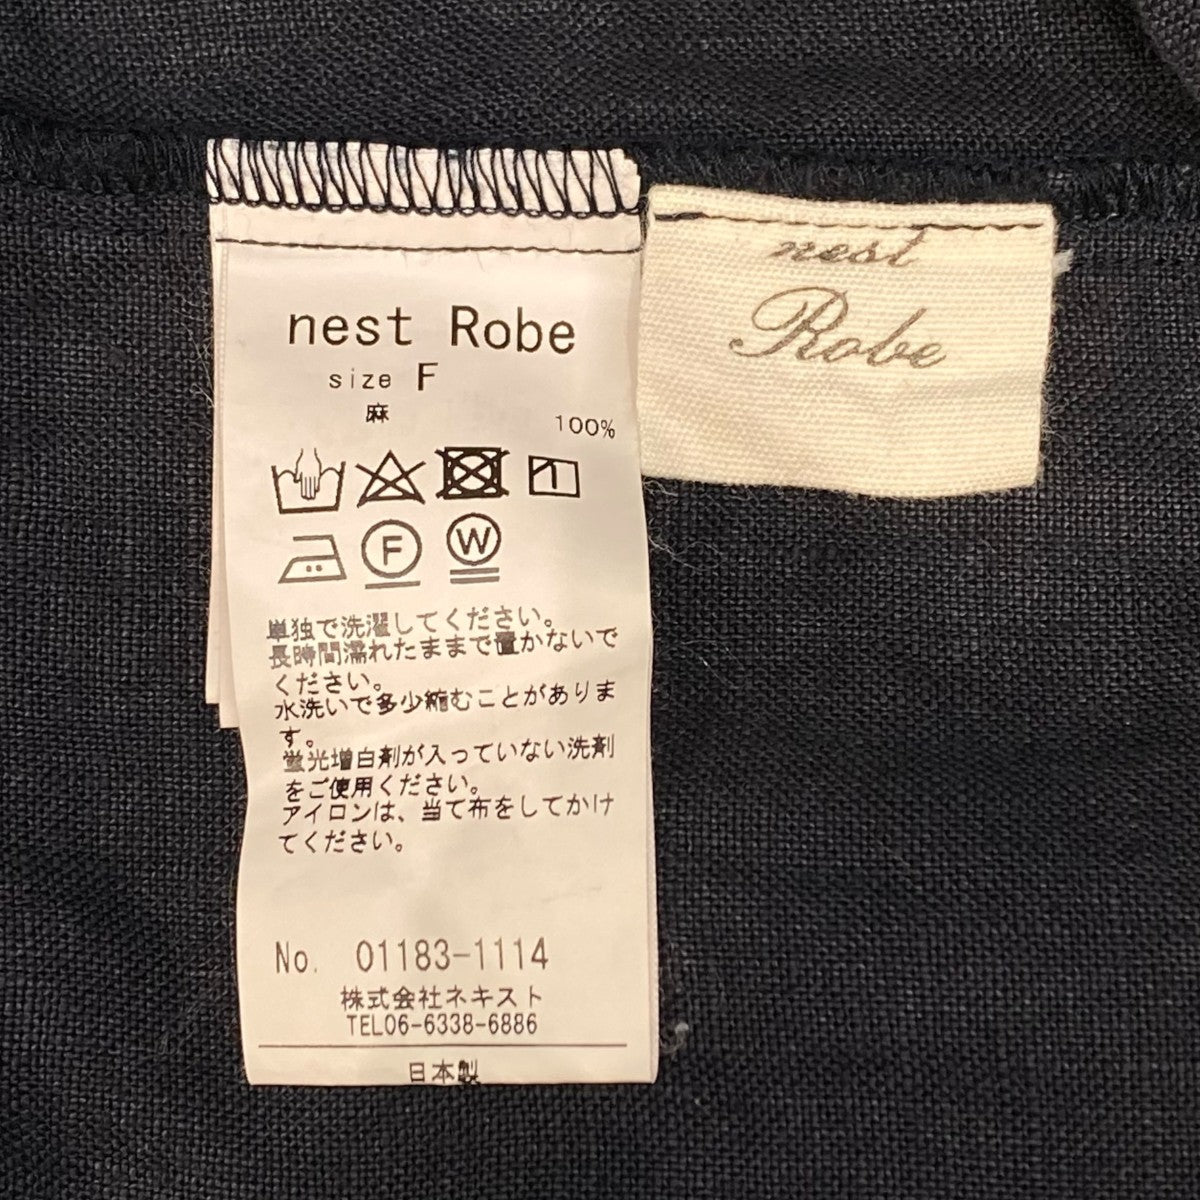 nest Robe
size F
麻
100%
F
W
単独で洗濯してください。
長時間濡れたままで置かないで
ください。
水洗いで多少縮むことがありま
す。
蛍光増白剤が入っていない洗剤
をご使用ください。
アイロンは、当て布をしてかけ
てください。
No. 01183-1114
株式会社ネキスト
TEL06-6338-6886
日本製
nest
Robe